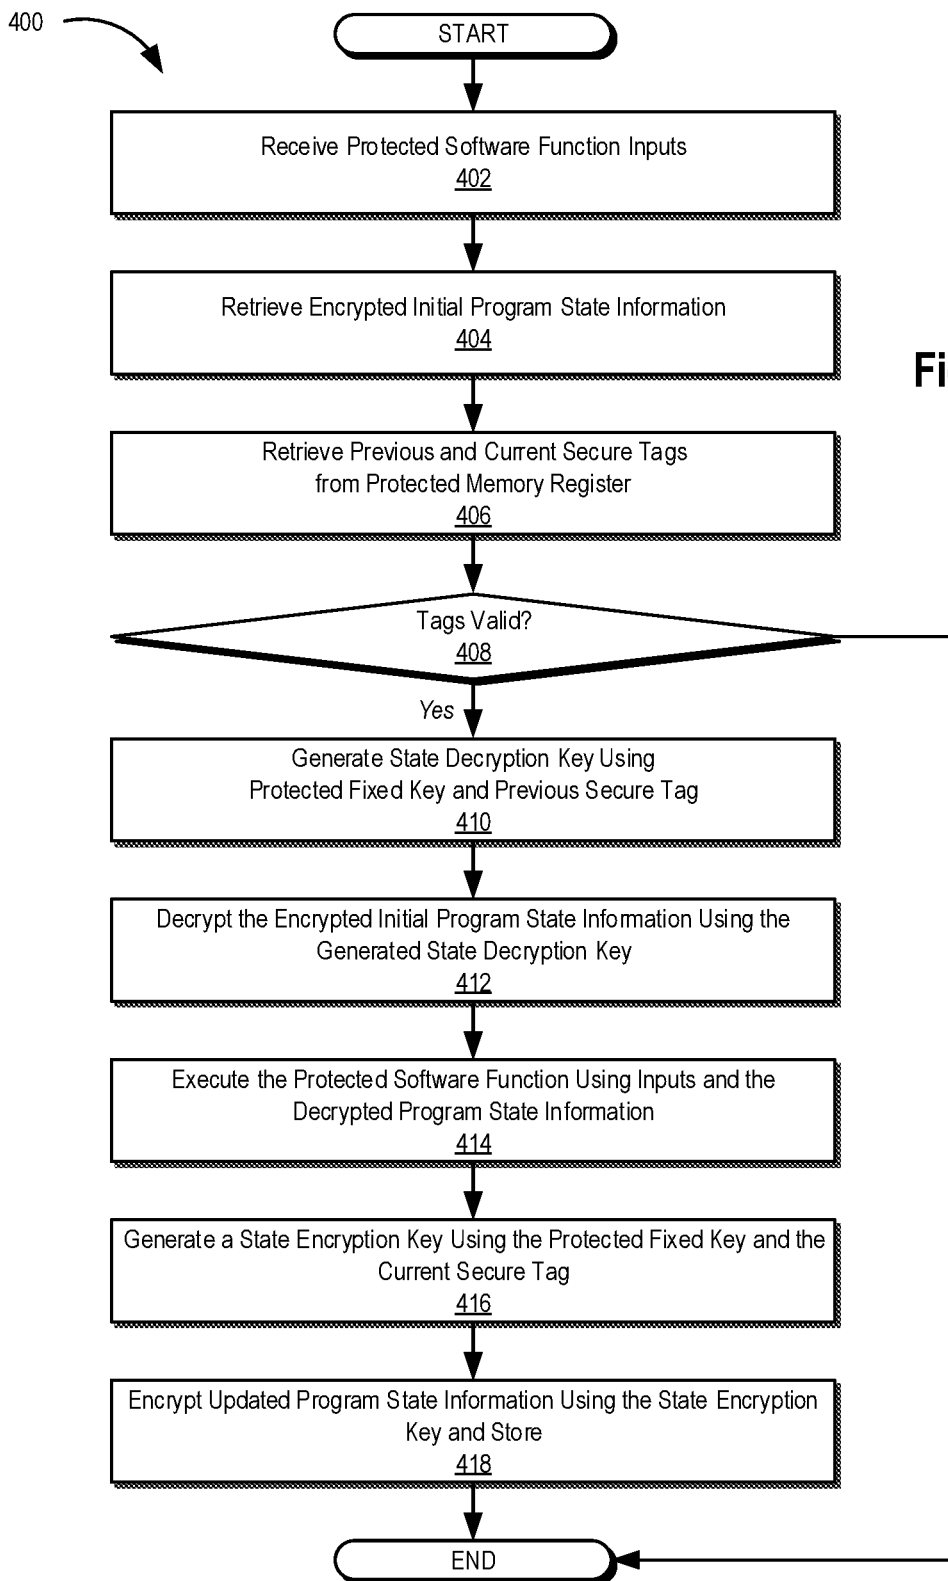 400
START
Receive Protected Software Function Inputs
402
Retrieve Encrypted Initial Program State Information
404
Fi
Retrieve Previous and Current Secure Tags
from Protected Memory Register
406
Tags Valid?
408
Yes
Generate State Decryption Key Using
Protected Fixed Key and Previous Secure Tag
410
Decrypt the Encrypted Initial Program State Information Using the
Generated State Decryption Key
412
Execute the Protected Software Function Using Inputs and the
Decrypted Program State Information
414
Generate a State Encryption Key Using the Protected Fixed Key and the
Current Secure Tag
416
Encrypt Updated Program State Information Using the State Encryption
Key and Store
418
END